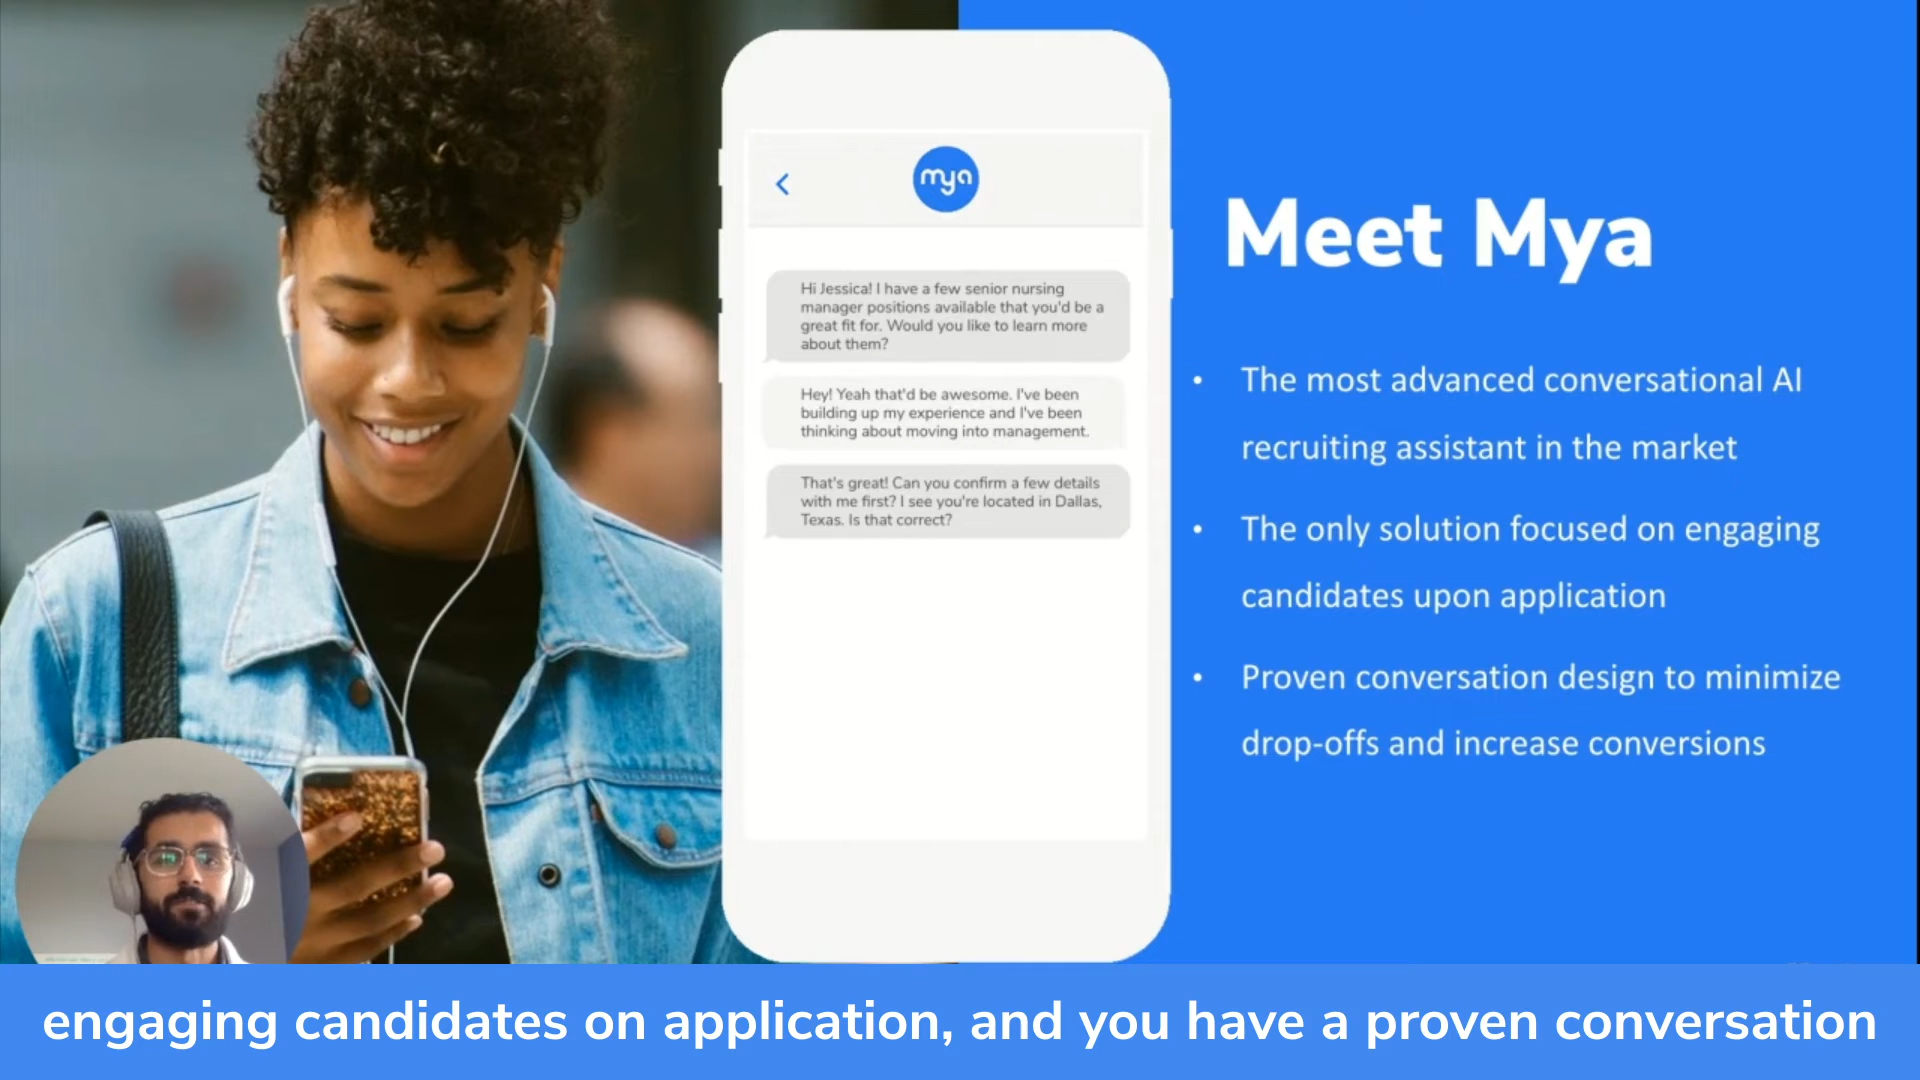 mya
Hi Jessica! I have a few senior nursing
manager positions available that you'd be a
great fit for. Would you like to learn more
about them?
Hey! Yeah that'd be awesome. I've been
building up my experience and I've been
thinking about moving into management.
That's great! Can you confirm a few details
with me first? I see you're located in Dallas,
Texas. Is that correct?
Meet Mya
• The most advanced conversational AI
recruiting assistant in the market
• The only solution focused on engaging
candidates upon application
• Proven conversation design to minimize
drop-offs and increase conversions
engaging candidates on application, and you have a proven conversation